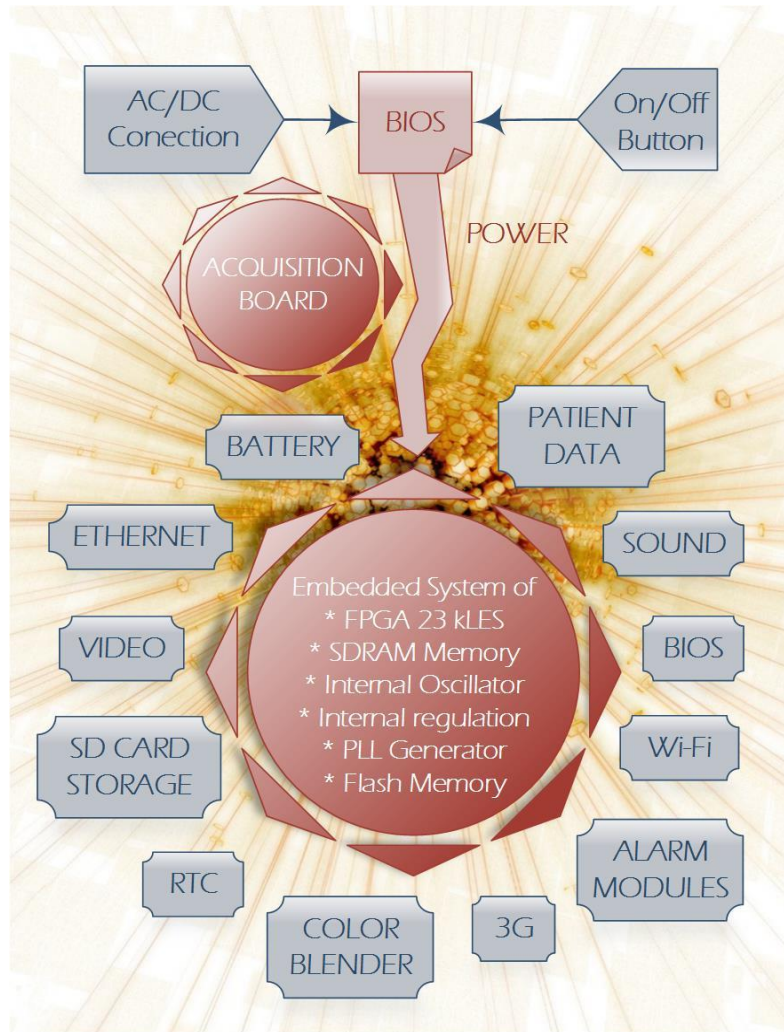 AC/DC
Conection
BIOS
On/Off
Button
POWER
ACQUISITION
BOARD
BATTERY
PATIENT
DATA
ETHERNET
SOUND
Embedded System of
* FPGA 23 kLES
* SDRAM Memory
* Internal Oscillator
* Internal regulation
* PLL Generator
* Flash Memory
VIDEO
BIOS
SD CARD
STORAGE
Wi-Fi
RTC
ALARM
MODULES
COLOR
BLENDER
3G